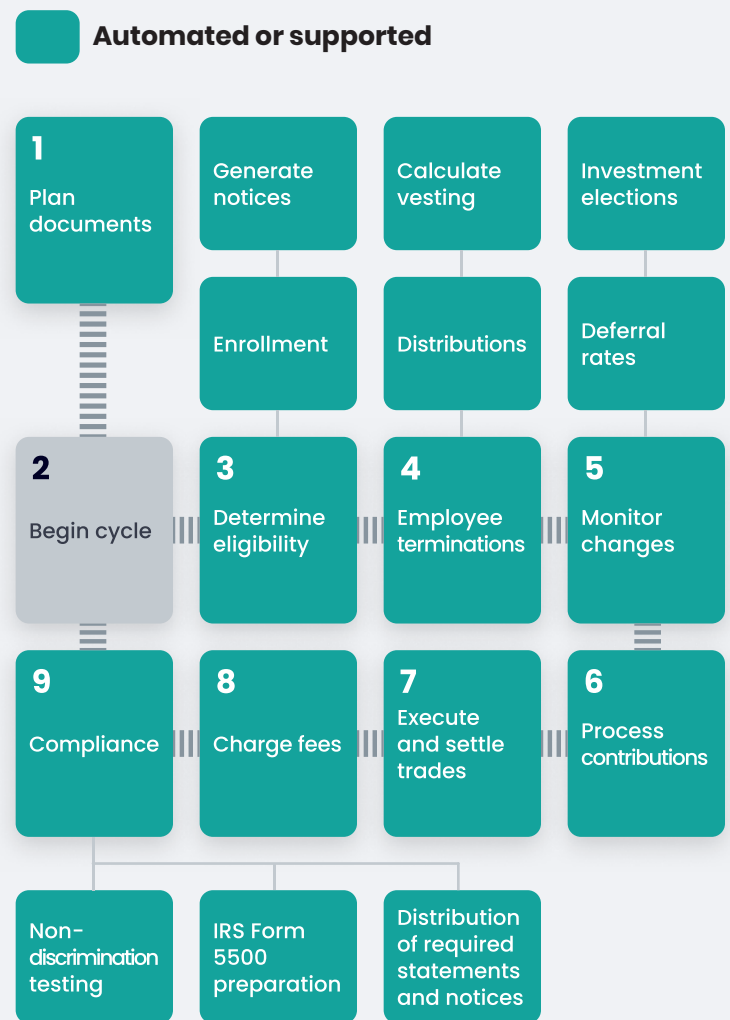 Automated or supported
1
Plan
documents
Generate
notices
Calculate
vesting
Investment
elections
Enrollment
Distributions
Deferral
rates
2
Begin cycle
3
Determine
eligibility
4
Employee
terminations
5
Monitor
changes
9
Compliance
8
Charge fees
7
Execute
and settle
trades
6
Process
contributions
Non-
discrimination
testing
IRS Form
5500
preparation
Distribution
of required
statements
and notices